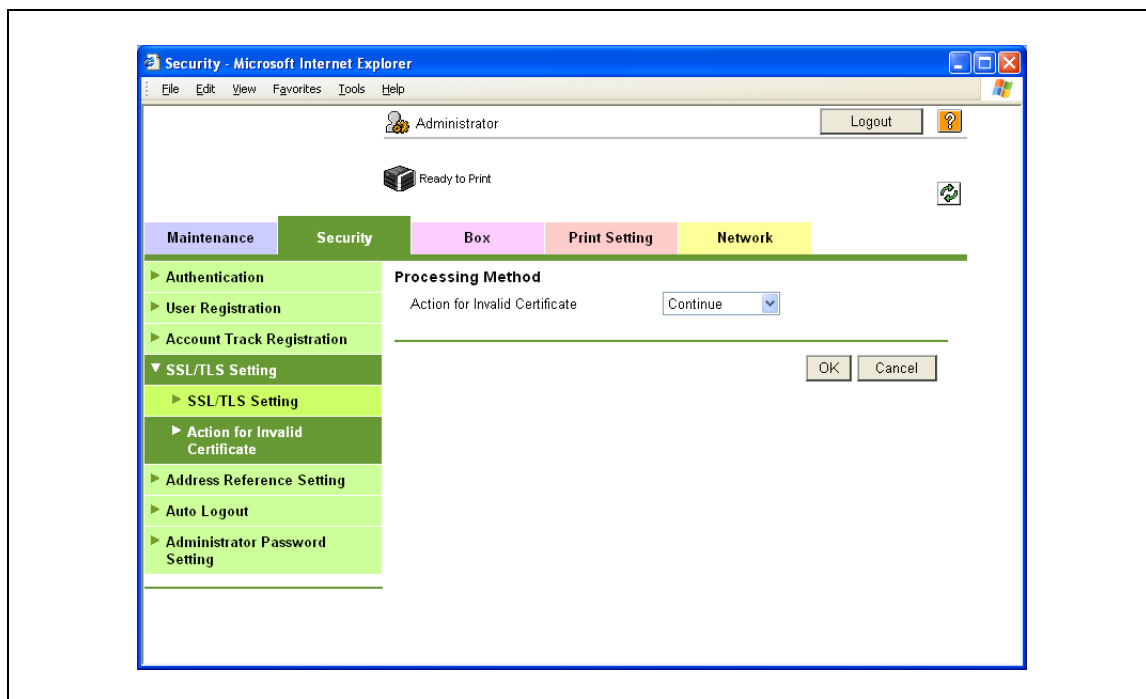 Security - Microsoft Internet Explorer
File Edit View Favorites Tools Help
Administrator
Logout
?
Ready to Print
Maintenance Security Box Print Setting Network
Authentication
User Registration
Account Track Registration
SSL/TLS Setting
SSL/TLS Setting
Action for Invalid
Certificate
Address Reference Setting
Auto Logout
Administrator Password
Setting
Processing Method
Action for Invalid Certificate Continue
OK Cancel